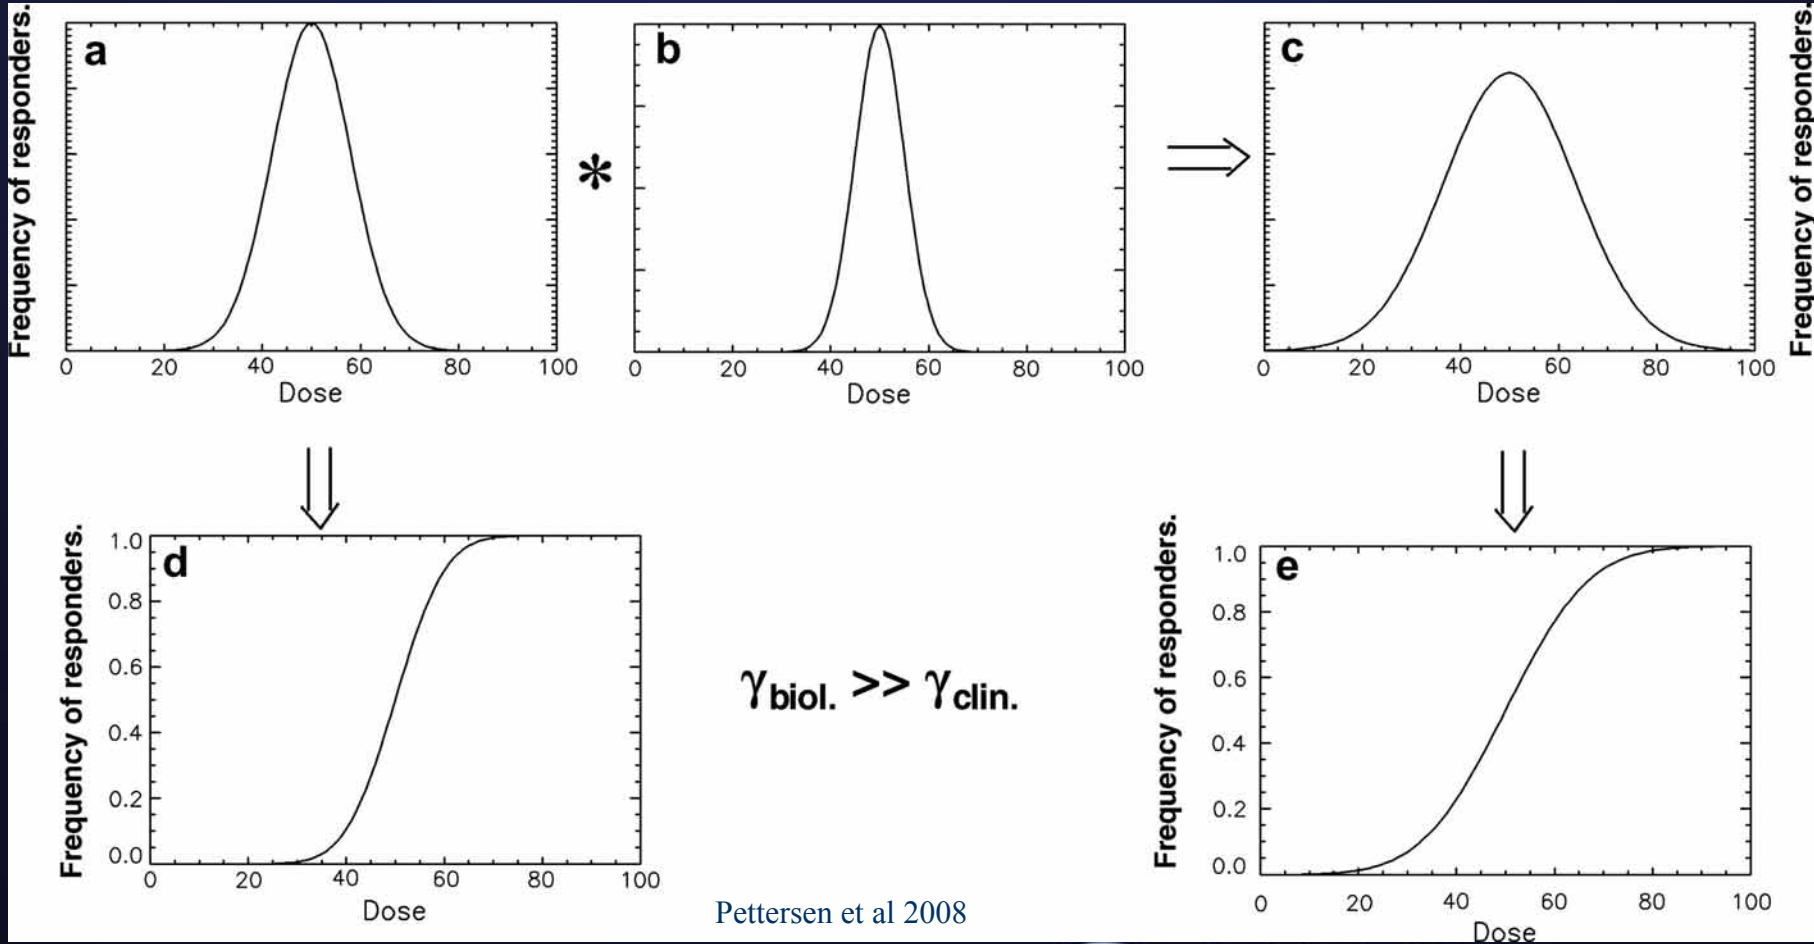 Frequency of responders.
a
0 20 40 60 80 100
Dose
*
b
0 20 40 60 80 100
Dose
c
0 20 40 60 80 100
Dose
Frequency of responders.
Frequency of responders.
d
1.0
0.8
0.6
0.4
0.2
0.0
0 20 40 60 80 100
Dose
γbiol. >> γclin.
Pettersen et al 2008
Frequency of responders.
e
1.0
0.8
0.6
0.4
0.2
0.0
0 20 40 60 80 100
Dose